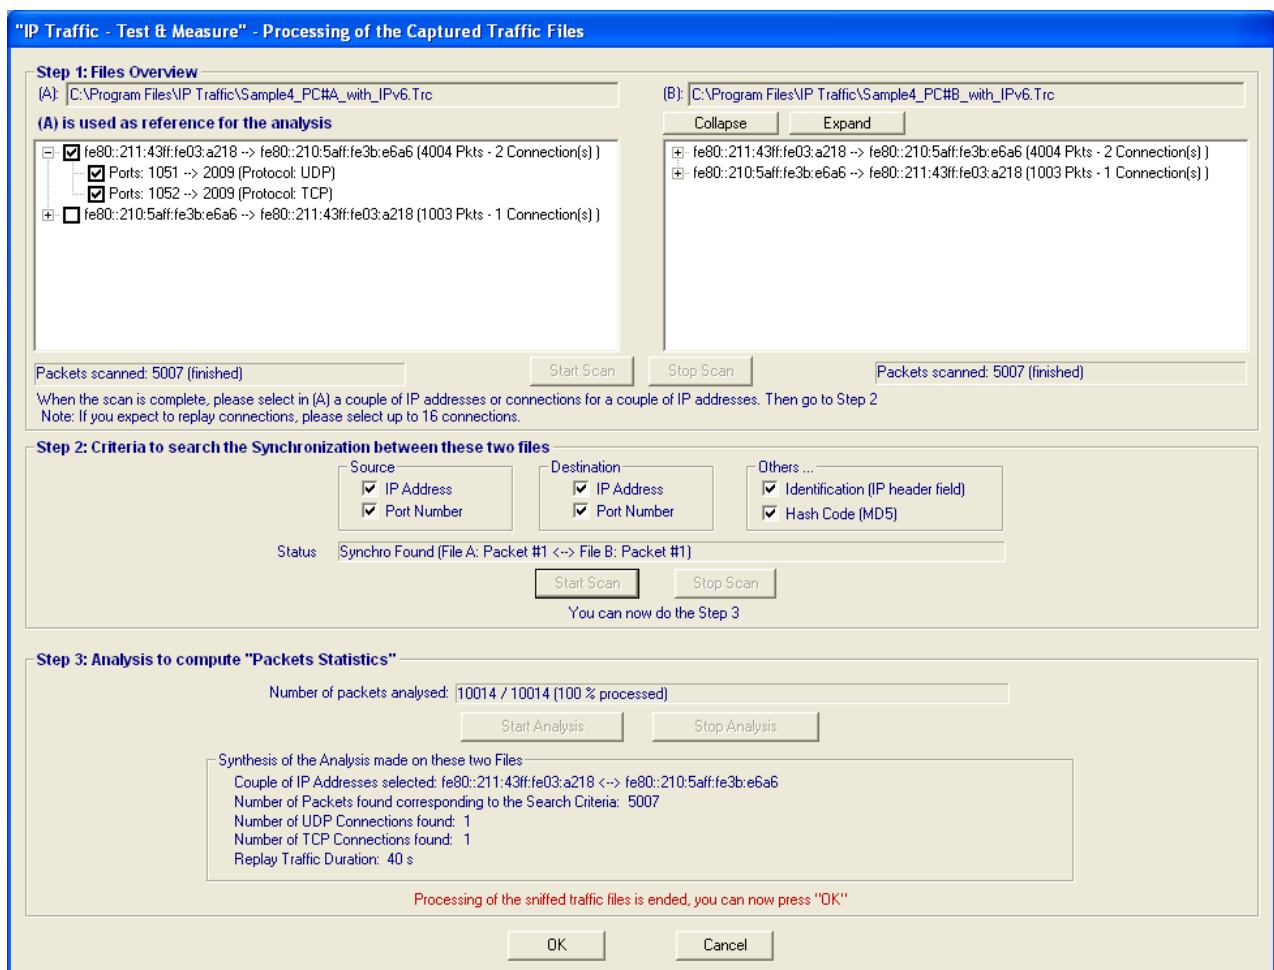 "IP Traffic - Test & Measure" - Processing of the Captured Traffic Files
Step 1: Files Overview
(A): C:\Program Files\IP Traffic\Sample4_PC#A_with_IPv6.Trc
(B): C:\Program Files\IP Traffic\Sample4_PC#B_with_IPv6.Trc
(A) is used as reference for the analysis
Collapse Expand
fe80::211:43ff:fe03:a218 --> fe80::210:5aff:fe3b:e6a6 (4004 Pkts - 2 Connection(s) )
Ports: 1051 --> 2009 (Protocol: UDP)
Ports: 1052 --> 2009 (Protocol: TCP)
fe80::210:5aff:fe3b:e6a6 --> fe80::211:43ff:fe03:a218 (1003 Pkts - 1 Connection(s) )
fe80::211:43ff:fe03:a218 --> fe80::210:5aff:fe3b:e6a6 (4004 Pkts - 2 Connection(s) )
fe80::210:5aff:fe3b:e6a6 --> fe80::211:43ff:fe03:a218 (1003 Pkts - 1 Connection(s) )
Packets scanned: 5007 (finished)
Start Scan Stop Scan
Packets scanned: 5007 (finished)
When the scan is complete, please select in (A) a couple of IP addresses or connections for a couple of IP addresses. Then go to Step 2
Note: If you expect to replay connections, please select up to 16 connections.
Step 2: Criteria to search the Synchronization between these two files
Source
IP Address
Port Number
Destination
IP Address
Port Number
Others ...
Identification (IP header field)
Hash Code (MD5)
Status Synchro Found (File A: Packet #1 <--> File B: Packet #1)
Start Scan Stop Scan
You can now do the Step 3
Step 3: Analysis to compute "Packets Statistics"
Number of packets analysed: 10014 / 10014 (100 % processed)
Start Analysis Stop Analysis
Synthesis of the Analysis made on these two Files
Couple of IP Addresses selected: fe80::211:43ff:fe03:a218 <--> fe80::210:5aff:fe3b:e6a6
Number of Packets found corresponding to the Search Criteria: 5007
Number of UDP Connections found: 1
Number of TCP Connections found: 1
Replay Traffic Duration: 40 s
Processing of the sniffed traffic files is ended, you can now press "OK"
OK Cancel